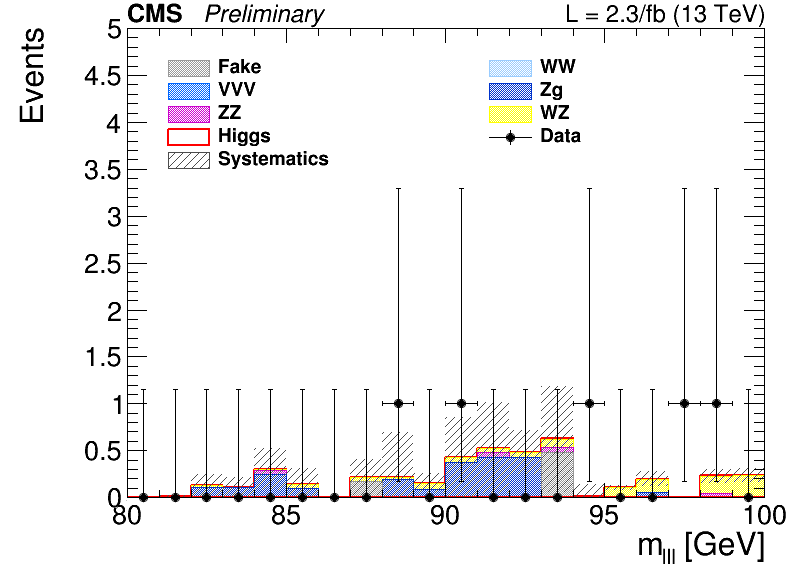 CMS Preliminary L = 2.3/fb (13 TeV)
Events
5
4.5
4
3.5
3
2.5
2
1.5
1
0.5
0
Fake WW
VVV Zg
ZZ WZ
Higgs Data
Systematics
80 85 90 95 100
m_lll [GeV]